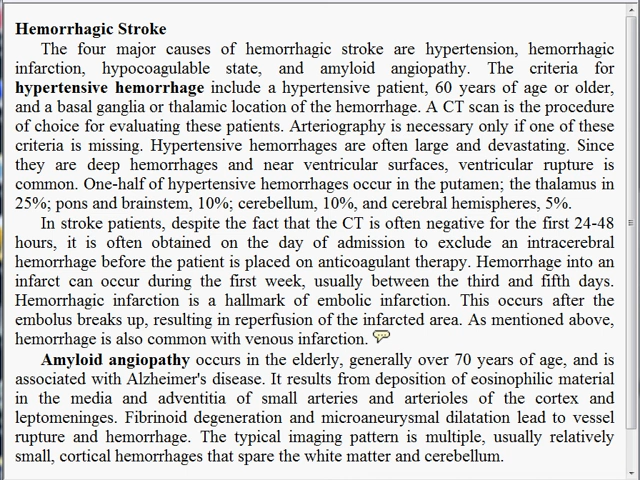 Hemorrhagic Stroke
The four major causes of hemorrhagic stroke are hypertension, hemorrhagic
infarction, hypocoagulable state, and amyloid angiopathy. The criteria for
hypertensive hemorrhage include a hypertensive patient, 60 years of age or older,
and a basal ganglia or thalamic location of the hemorrhage. A CT scan is the procedure
of choice for evaluating these patients. Arteriography is necessary only if one of these
criteria is missing. Hypertensive hemorrhages are often large and devastating. Since
they are deep hemorrhages and near ventricular surfaces, ventricular rupture is
common. One-half of hypertensive hemorrhages occur in the putamen; the thalamus in
25%; pons and brainstem, 10%; cerebellum, 10%, and cerebral hemispheres, 5%.
In stroke patients, despite the fact that the CT is often negative for the first 24-48
hours, it is often obtained on the day of admission to exclude an intracerebral
hemorrhage before the patient is placed on anticoagulant therapy. Hemorrhage into an
infarct can occur during the first week, usually between the third and fifth days.
Hemorrhagic infarction is a hallmark of embolic infarction. This occurs after the
embolus breaks up, resulting in reperfusion of the infarcted area. As mentioned above,
hemorrhage is also common with venous infarction.
Amyloid angiopathy occurs in the elderly, generally over 70 years of age, and is
associated with Alzheimer's disease. It results from deposition of eosinophilic material
in the media and adventitia of small arteries and arterioles of the cortex and
leptomeninges. Fibrinoid degeneration and microaneurysmal dilatation lead to vessel
rupture and hemorrhage. The typical imaging pattern is multiple, usually relatively
small, cortical hemorrhages that spare the white matter and cerebellum.